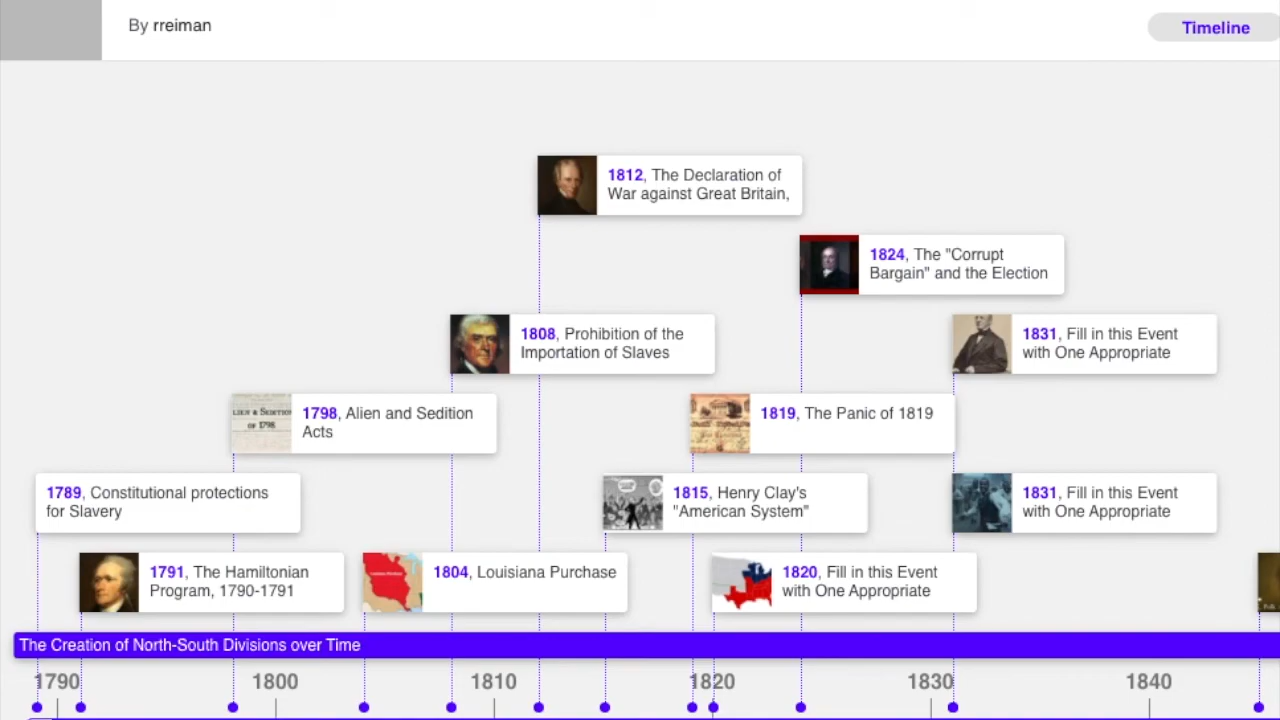 By rreiman
Timeline
1812, The Declaration of
War against Great Britain,
1824, The "Corrupt
Bargain" and the Election
1808, Prohibition of the
Importation of Slaves
1831, Fill in this Event
with One Appropriate
LIEN & SEDITION
OF 1798
1798, Alien and Sedition
Acts
1819, The Panic of 1819
1789, Constitutional protections
for Slavery
1815, Henry Clay's
"American System"
1831, Fill in this Event
with One Appropriate
1791, The Hamiltonian
Program, 1790-1791
1804, Louisiana Purchase
1820, Fill in this Event
with One Appropriate
The Creation of North-South Divisions over Time
1790
1800
1810
1820
1830
1840